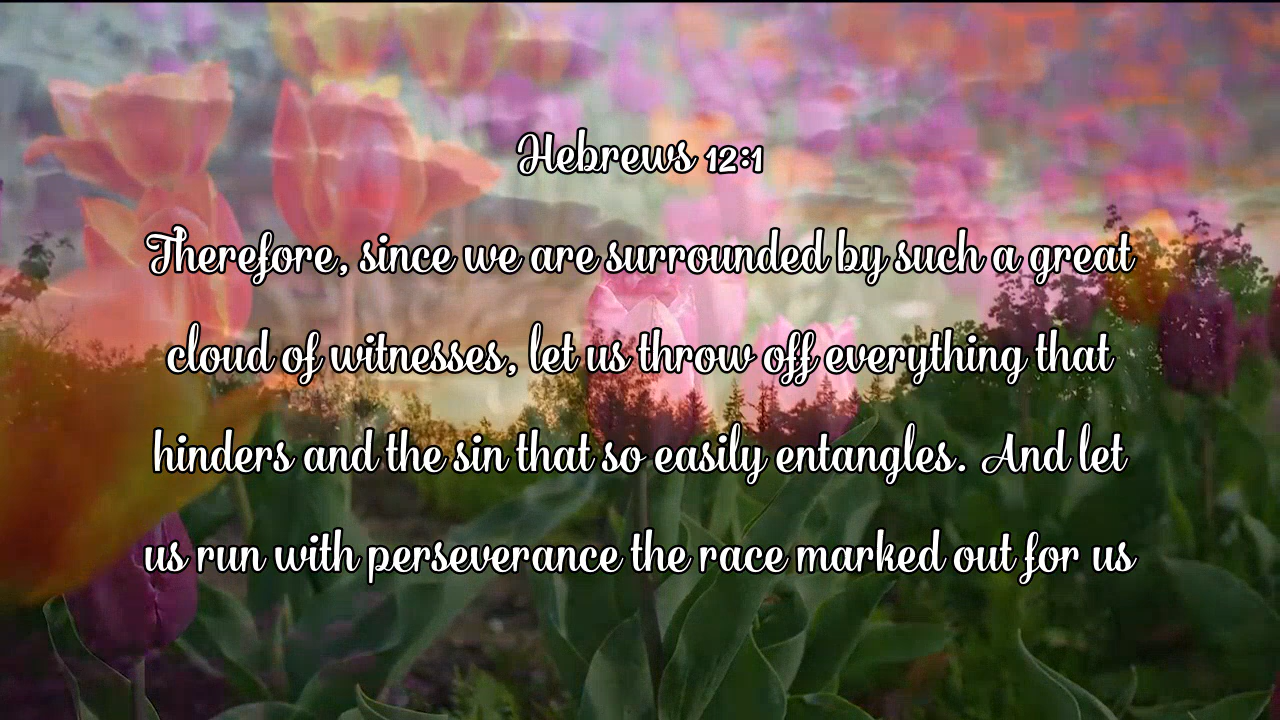 Hebrews 12:1
Therefore, since we are surrounded by such a great
cloud of witnesses, let us throw off everything that
hinders and the sin that so easily entangles. And let
us run with perseverance the race marked out for us